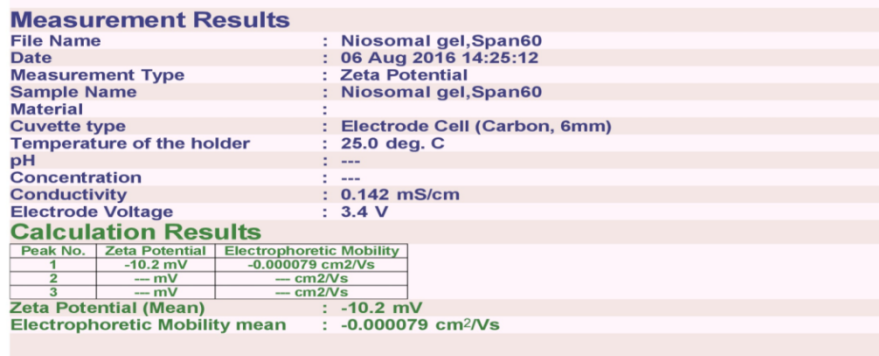 Measurement Results
File Name : Niosomal gel,Span60
Date : 06 Aug 2016 14:25:12
Measurement Type : Zeta Potential
Sample Name : Niosomal gel,Span60
Material :
Cuvette type : Electrode Cell (Carbon, 6mm)
Temperature of the holder : 25.0 deg. C
pH : ---
Concentration : ---
Conductivity : 0.142 mS/cm
Electrode Voltage : 3.4 V
Calculation Results
Peak No. Zeta Potential Electrophoretic Mobility
1 -10.2 mV -0.000079 cm2/Vs
2 --- mV --- cm2/Vs
3 --- mV --- cm2/Vs
Zeta Potential (Mean) : -10.2 mV
Electrophoretic Mobility mean : -0.000079 cm²/Vs